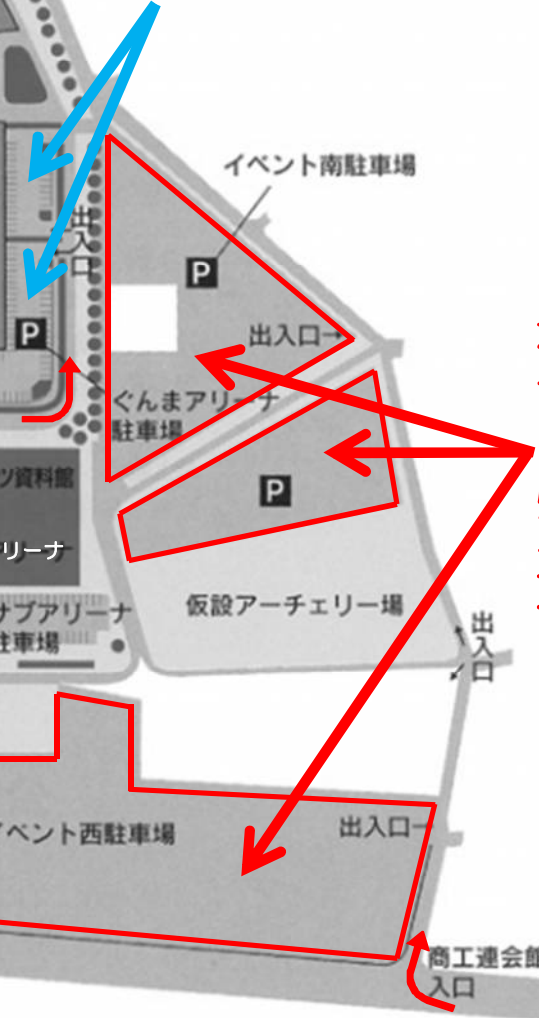 イベント南駐車場
出入口
P
出入口→
P
ぐんまアリーナ
駐車場
ツ資料館
P
リーナ
仮設アーチェリー場
サブアリーナ
駐車場
出入口
イベント西駐車場
出入口→
商工連会館
入口